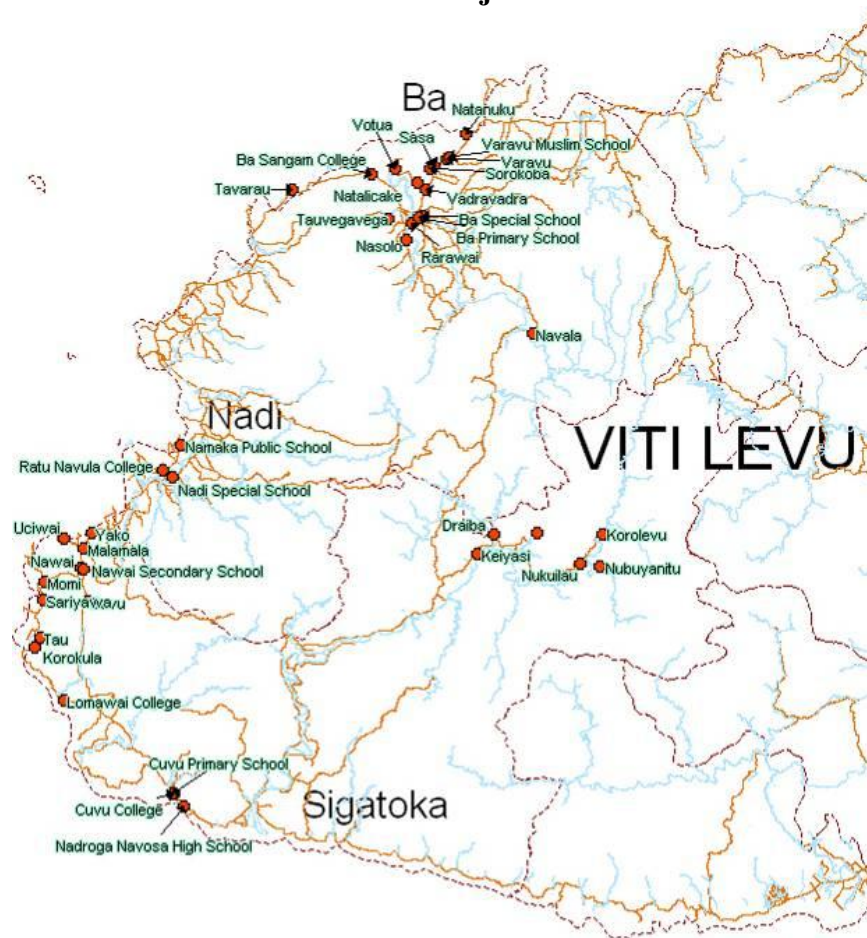 Ba
Natanuku
Votua
Sasa
Varavu Muslim School
Ba Sangam College
Varavu
Sorokoba
Tavarau
Natalicake
Vadravadra
Tauvegavega
Ba Special School
Ba Primary School
Nasolo
Rarawai
Navala
Nadi
VITI LEVU
Namaka Public School
Ratu Navula College
Nadi Special School
Draiba
Korolevu
Uciwai
Yako
Malamala
Keiyasi
Nawai
Nawai Secondary School
Nukuilau
Nubuyanitu
Momi
Sariyawa
Tau
Korokula
Lomawai College
Cuvu Primary School
Cuvu College
Sigatoka
Nadroga Navosa High School